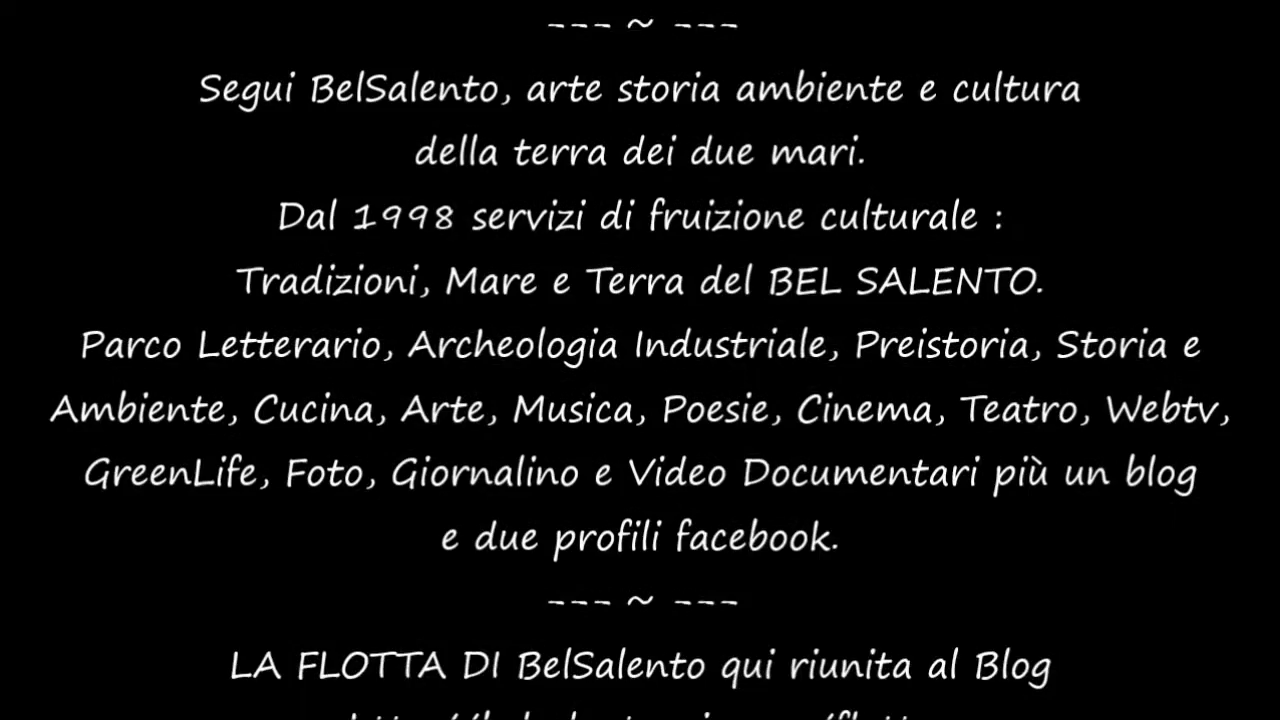 --- ~ ---
Segui BelSalento, arte storia ambiente e cultura
della terra dei due mari.
Dal 1998 servizi di fruizione culturale :
Tradizioni, Mare e Terra del BEL SALENTO.
Parco Letterario, Archeologia Industriale, Preistoria, Storia e
Ambiente, Cucina, Arte, Musica, Poesie, Cinema, Teatro, Webtv,
GreenLife, Foto, Giornalino e Video Documentari più un blog
e due profili facebook.
--- ~ ---
LA FLOTTA DI BelSalento qui riunita al Blog